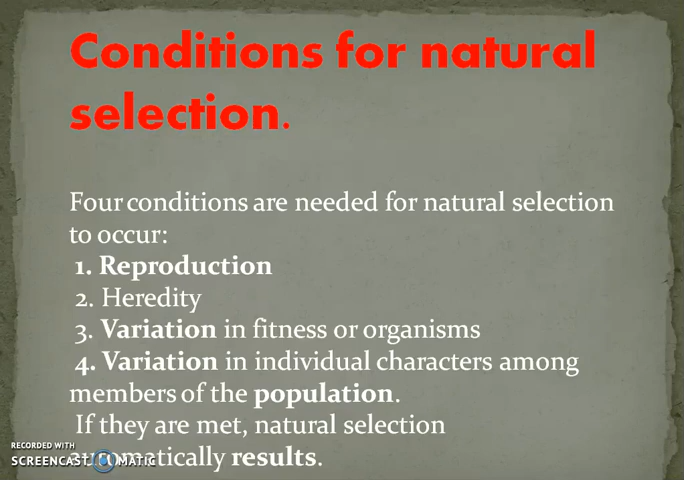 Conditions for natural
selection.
Four conditions are needed for natural selection
to occur:
1. Reproduction
2. Heredity
3. Variation in fitness or organisms
4. Variation in individual characters among
members of the population.
If they are met, natural selection
automatically results.
RECORDED WITH
SCREENCAST MATIC